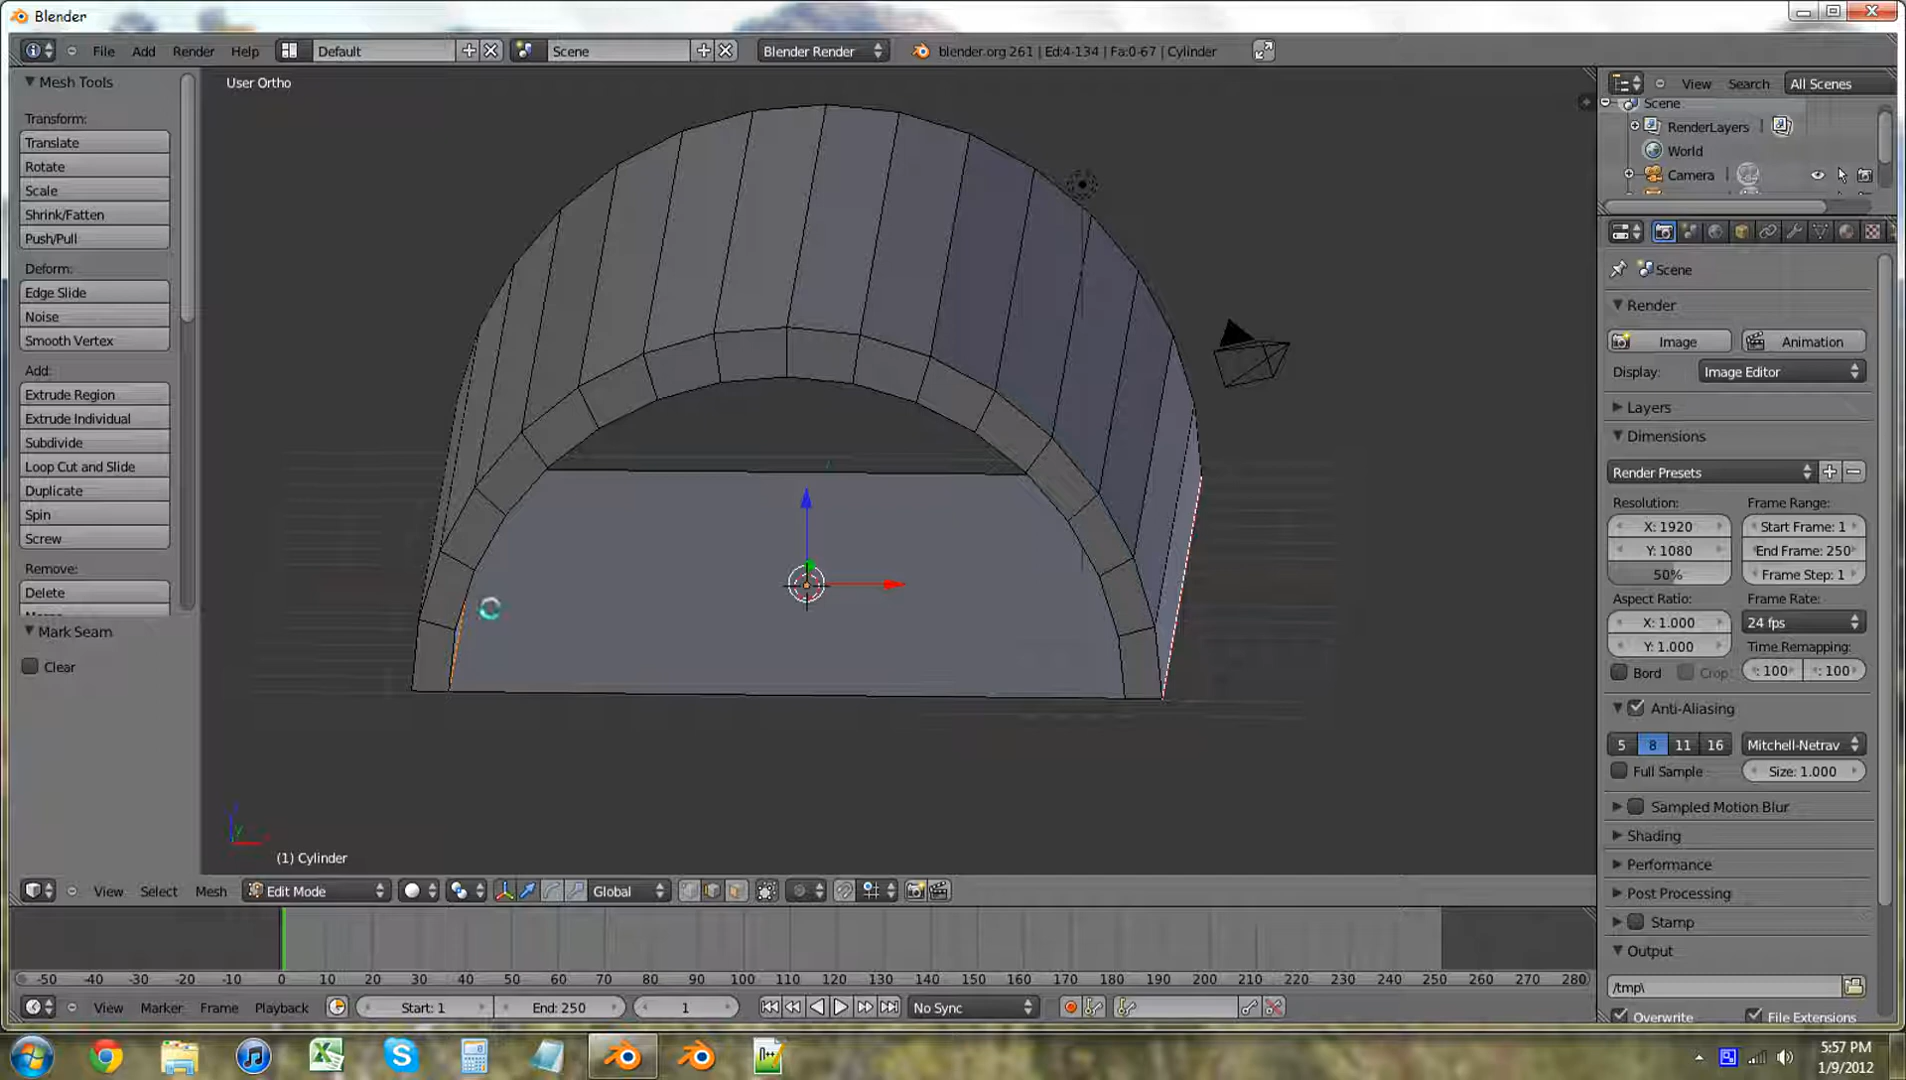 Blender
File Add Render Help Default Scene Blender Render blender.org 261 | Ed:4-134 | Fa:0-67 | Cylinder
Mesh Tools
Transform:
Translate
Rotate
Scale
Shrink/Fatten
Push/Pull
Deform:
Edge Slide
Noise
Smooth Vertex
Add:
Extrude Region
Extrude Individual
Subdivide
Loop Cut and Slide
Duplicate
Spin
Screw
Remove:
Delete
Mark Seam
Clear
User Ortho
y
(1) Cylinder
View Select Mesh Edit Mode Global
-50 -40 -30 -20 -10 0 10 20 30 40 50 60 70 80 90 100 110 120 130 140 150 160 170 180 190 200 210 220 230 240 250 260 270 280
View Marker Frame Playback Start: 1 End: 250 1 No Sync
View Search All Scenes
Scene
RenderLayers
World
Camera
Scene
Render
Image Animation
Display: Image Editor
Layers
Dimensions
Render Presets
Resolution: Frame Range:
X: 1920 Start Frame: 1
Y: 1080 End Frame: 250
50% Frame Step: 1
Aspect Ratio: Frame Rate:
X: 1.000 24 fps
Y: 1.000 Time Remapping:
Bord Crop : 100 : 100
Anti-Aliasing
5 8 11 16 Mitchell-Netrav
Full Sample Size: 1.000
Sampled Motion Blur
Shading
Performance
Post Processing
Stamp
Output
/tmp\
Overwrite File Extensions
5:57 PM
1/9/2012